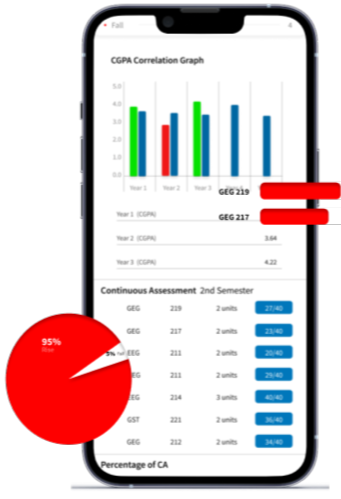 Fall 4
CGPA Correlation Graph
5.0
4.0
3.0
2.0
1.0
0.0
Year 1 Year 2 Year 3
GEG 219
Year 1 (CGPA) GEG 217
Year 2 (CGPA) 3.64
Year 3 (CGPA) 4.22
Continuous Assessment 2nd Semester
GEG 219 2 units 27/40
GEG 217 2 units 23/40
95%
5% EEG 211 2 units 20/40
EEG 211 2 units 29/40
EEG 214 3 units 40/40
GST 221 2 units 36/40
GEG 212 2 units 34/40
Percentage of CA